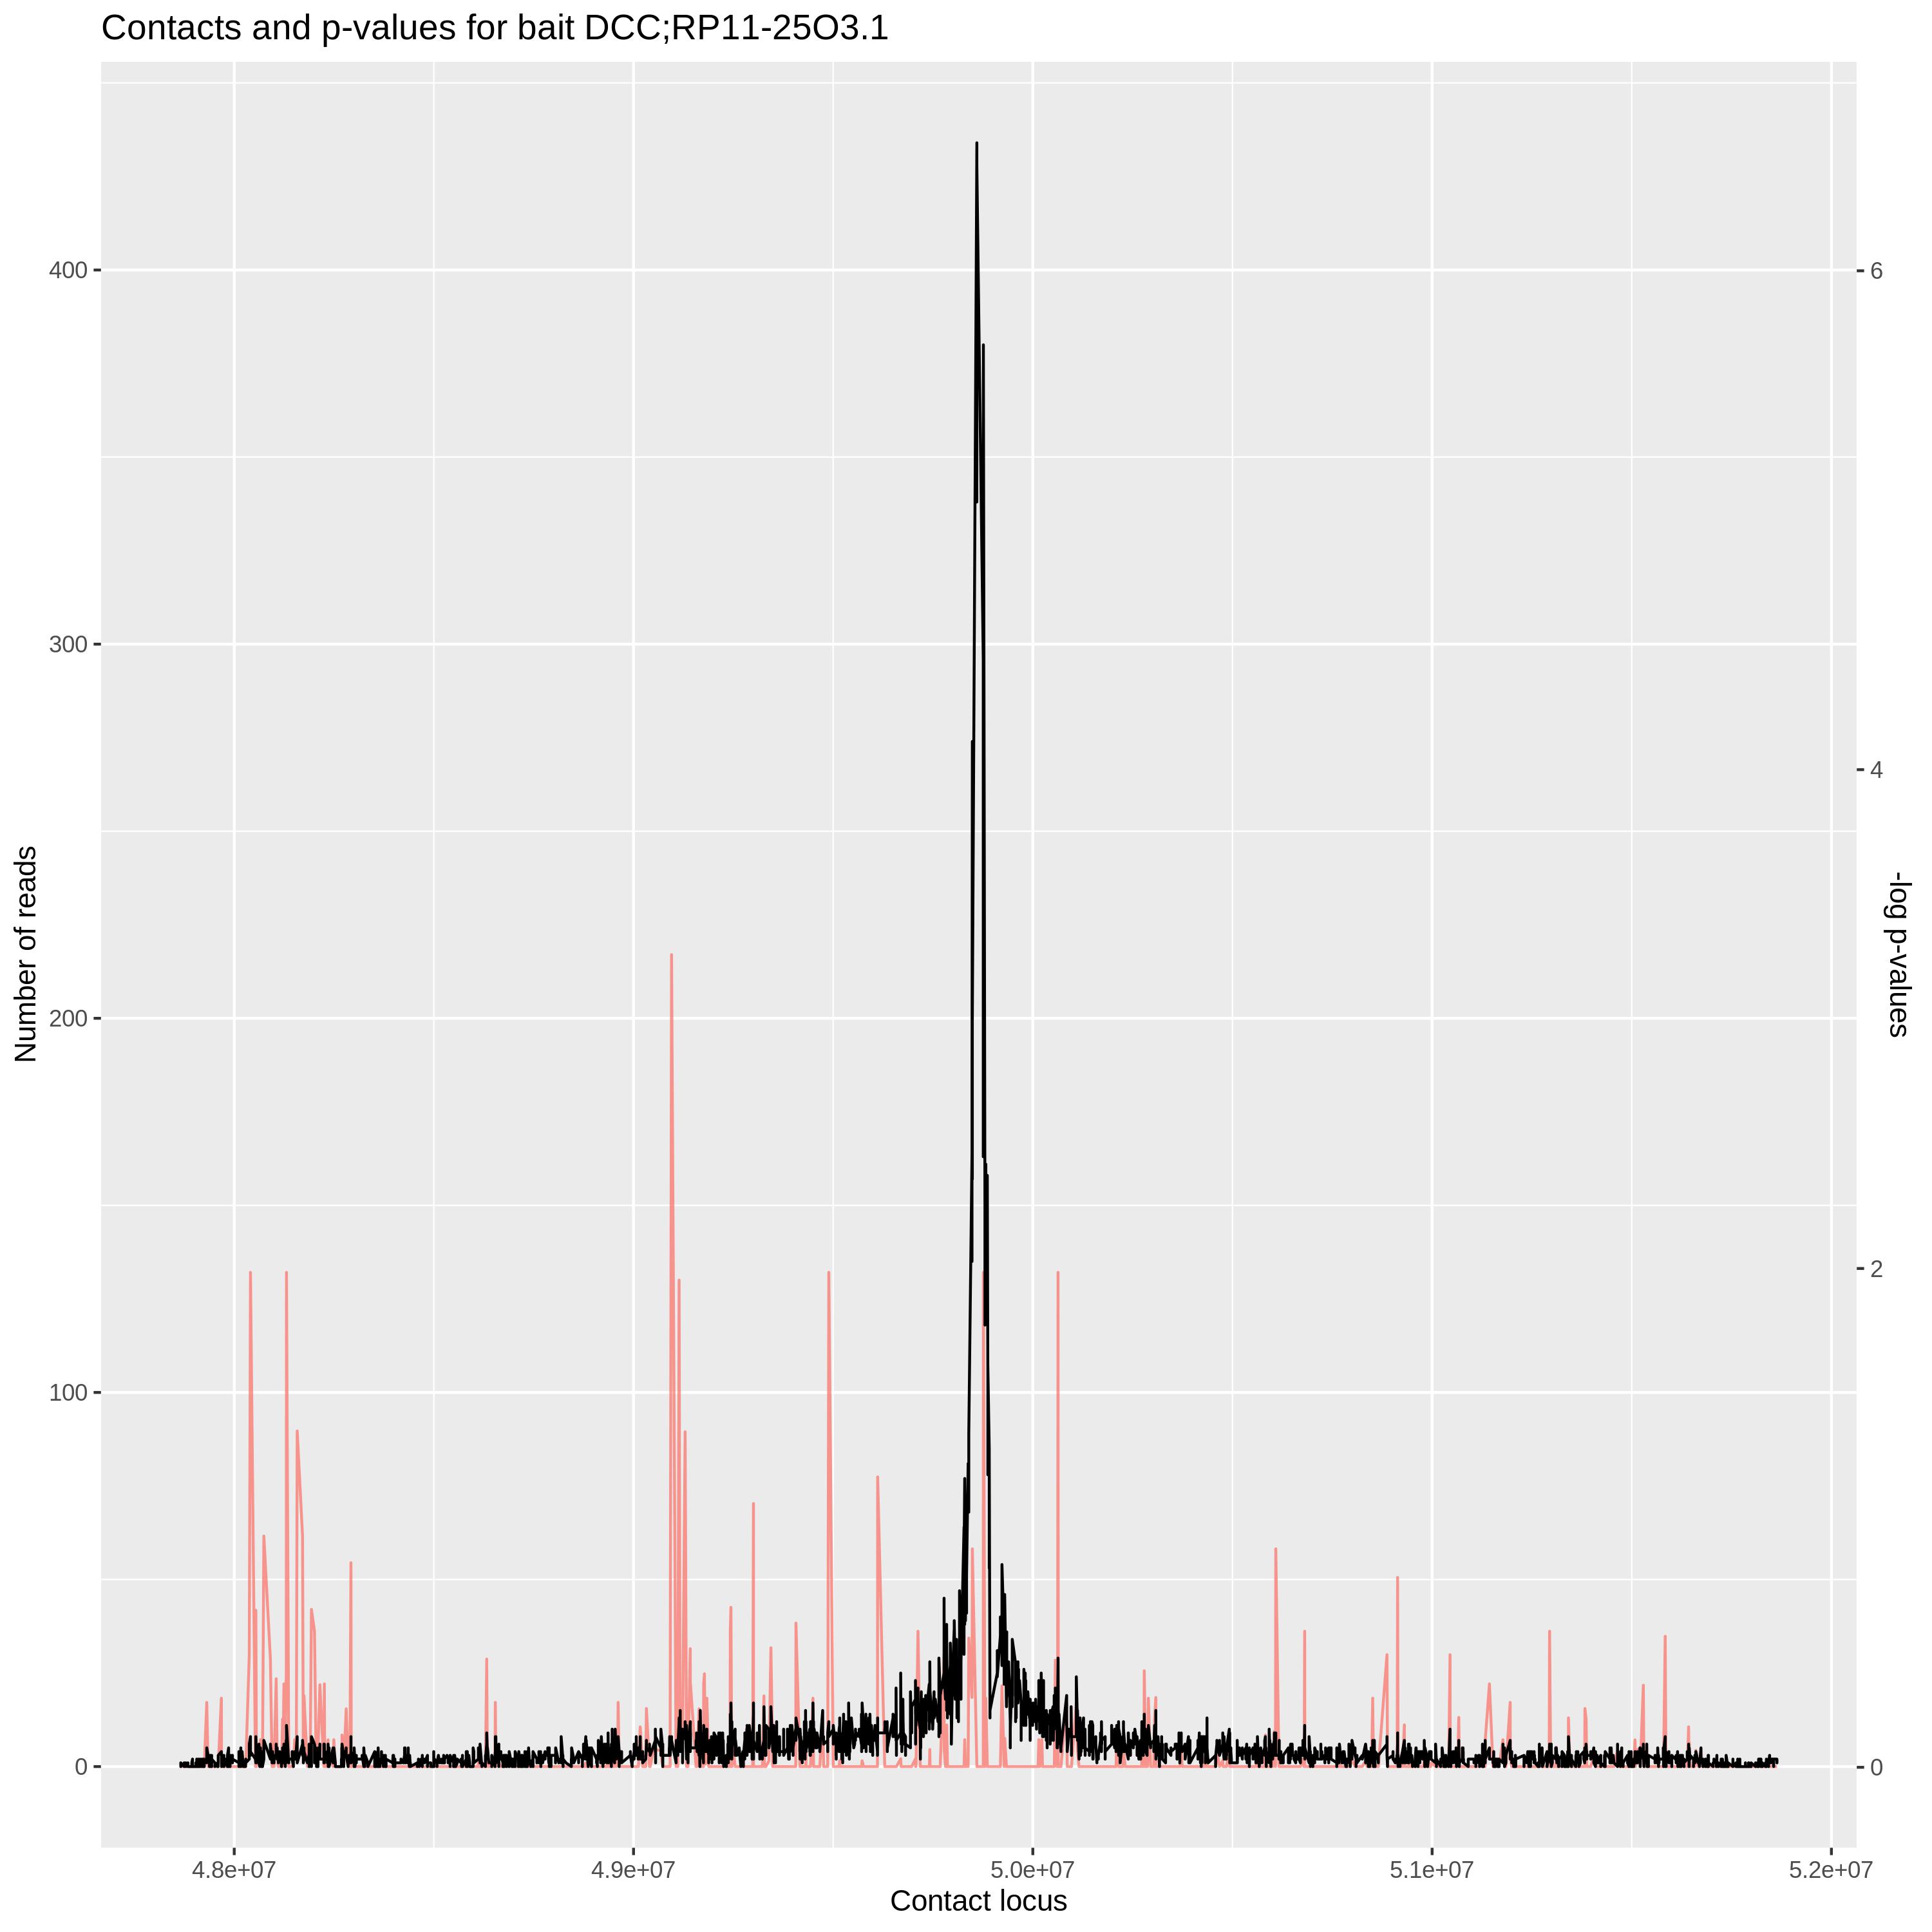 Contacts and p-values for bait DCC;RP11-25O3.1
400
300
200
100
0
Number of reads
6
4
2
0
-log p-values
4.8e+07 4.9e+07 5.0e+07 5.1e+07 5.2e+07
Contact locus